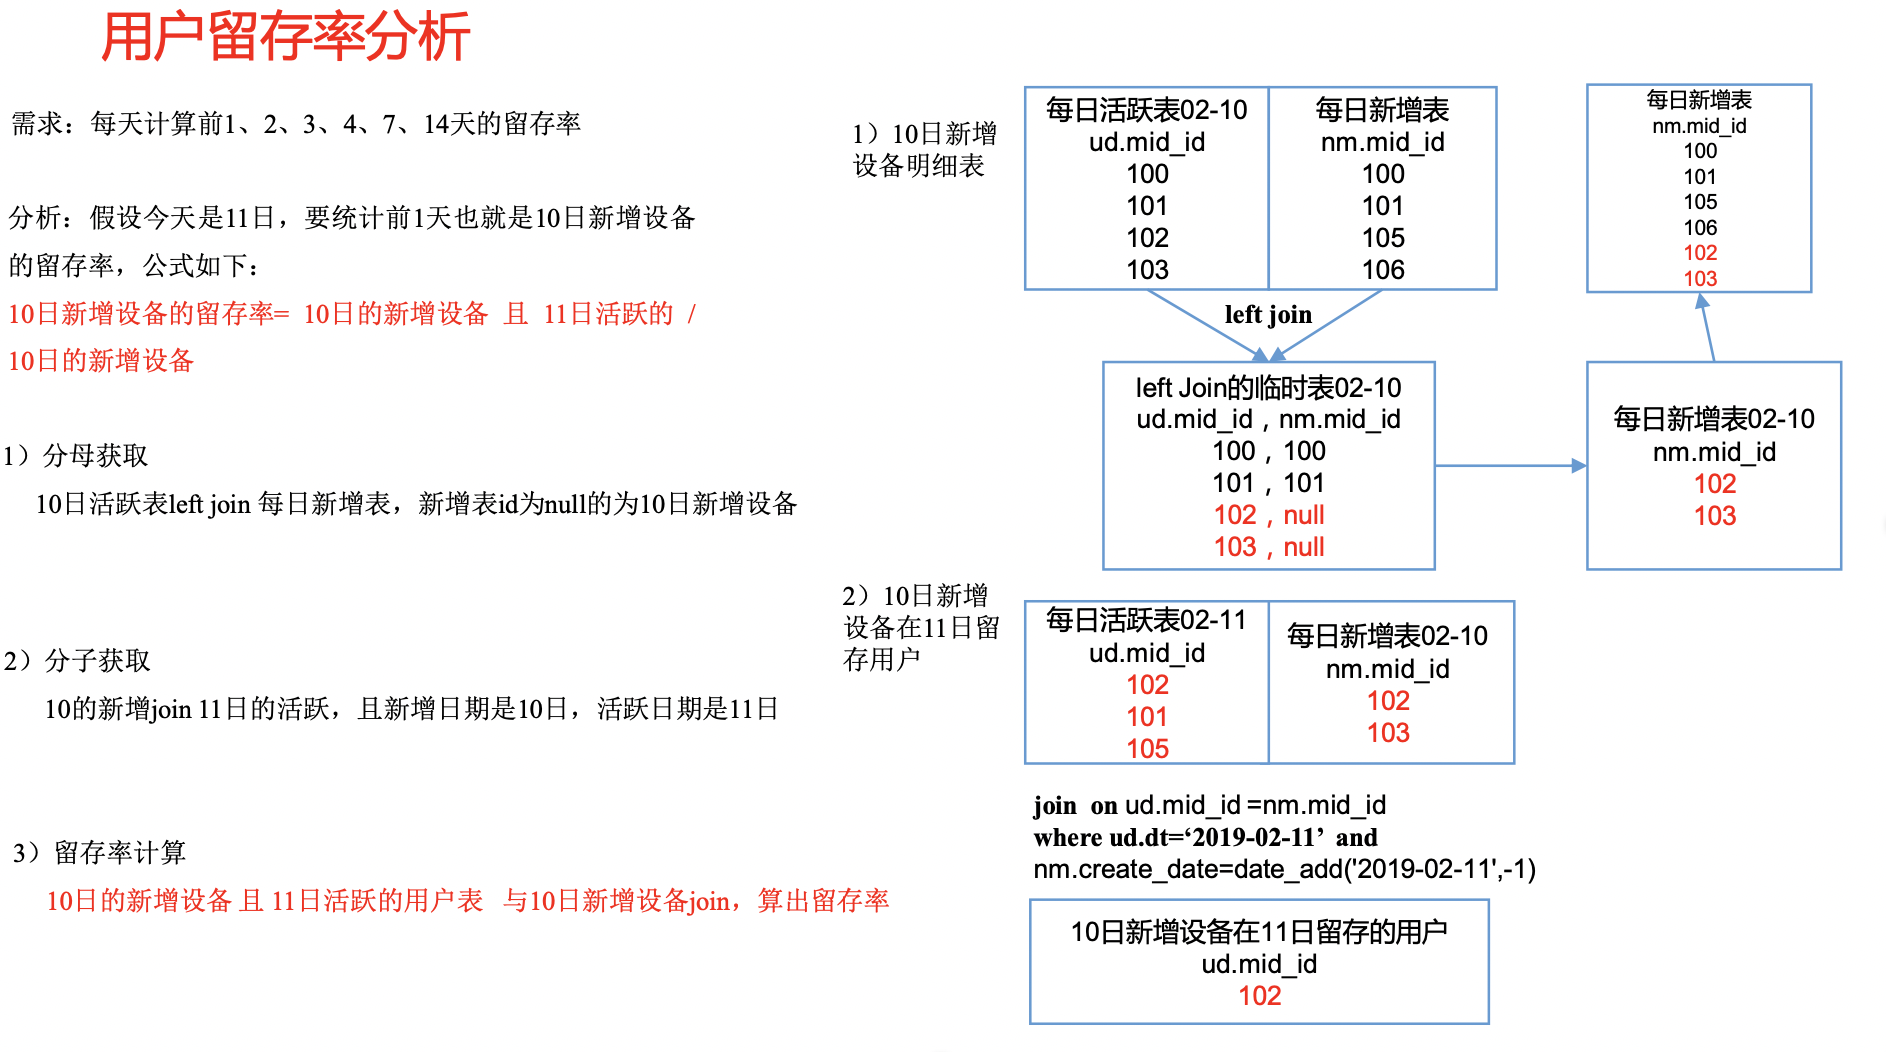 用户留存率分析
需求：每天计算前1、2、3、4、7、14天的留存率
分析：假设今天是11日，要统计前1天也就是10日新增设备
的留存率，公式如下：
10日新增设备的留存率= 10日的新增设备 且 11日活跃的 /
10日的新增设备
1）分母获取
10日活跃表left join 每日新增表，新增表id为null的为10日新增设备
2）分子获取
10的新增join 11日的活跃，且新增日期是10日，活跃日期是11日
3）留存率计算
10日的新增设备 且 11日活跃的用户表 与10日新增设备join，算出留存率
1）10日新增
设备明细表
每日活跃表02-10
ud.mid_id
100
101
102
103
每日新增表
nm.mid_id
100
101
105
106
left join
left Join的临时表02-10
ud.mid_id , nm.mid_id
100 , 100
101 , 101
102 , null
103 , null
每日新增表02-10
nm.mid_id
102
103
每日新增表
nm.mid_id
100
101
105
106
102
103
2）10日新增
设备在11日留
存用户
每日活跃表02-11
ud.mid_id
102
101
105
每日新增表02-10
nm.mid_id
102
103
join on ud.mid_id =nm.mid_id
where ud.dt=‘2019-02-11’ and
nm.create_date=date_add('2019-02-11',-1)
10日新增设备在11日留存的用户
ud.mid_id
102